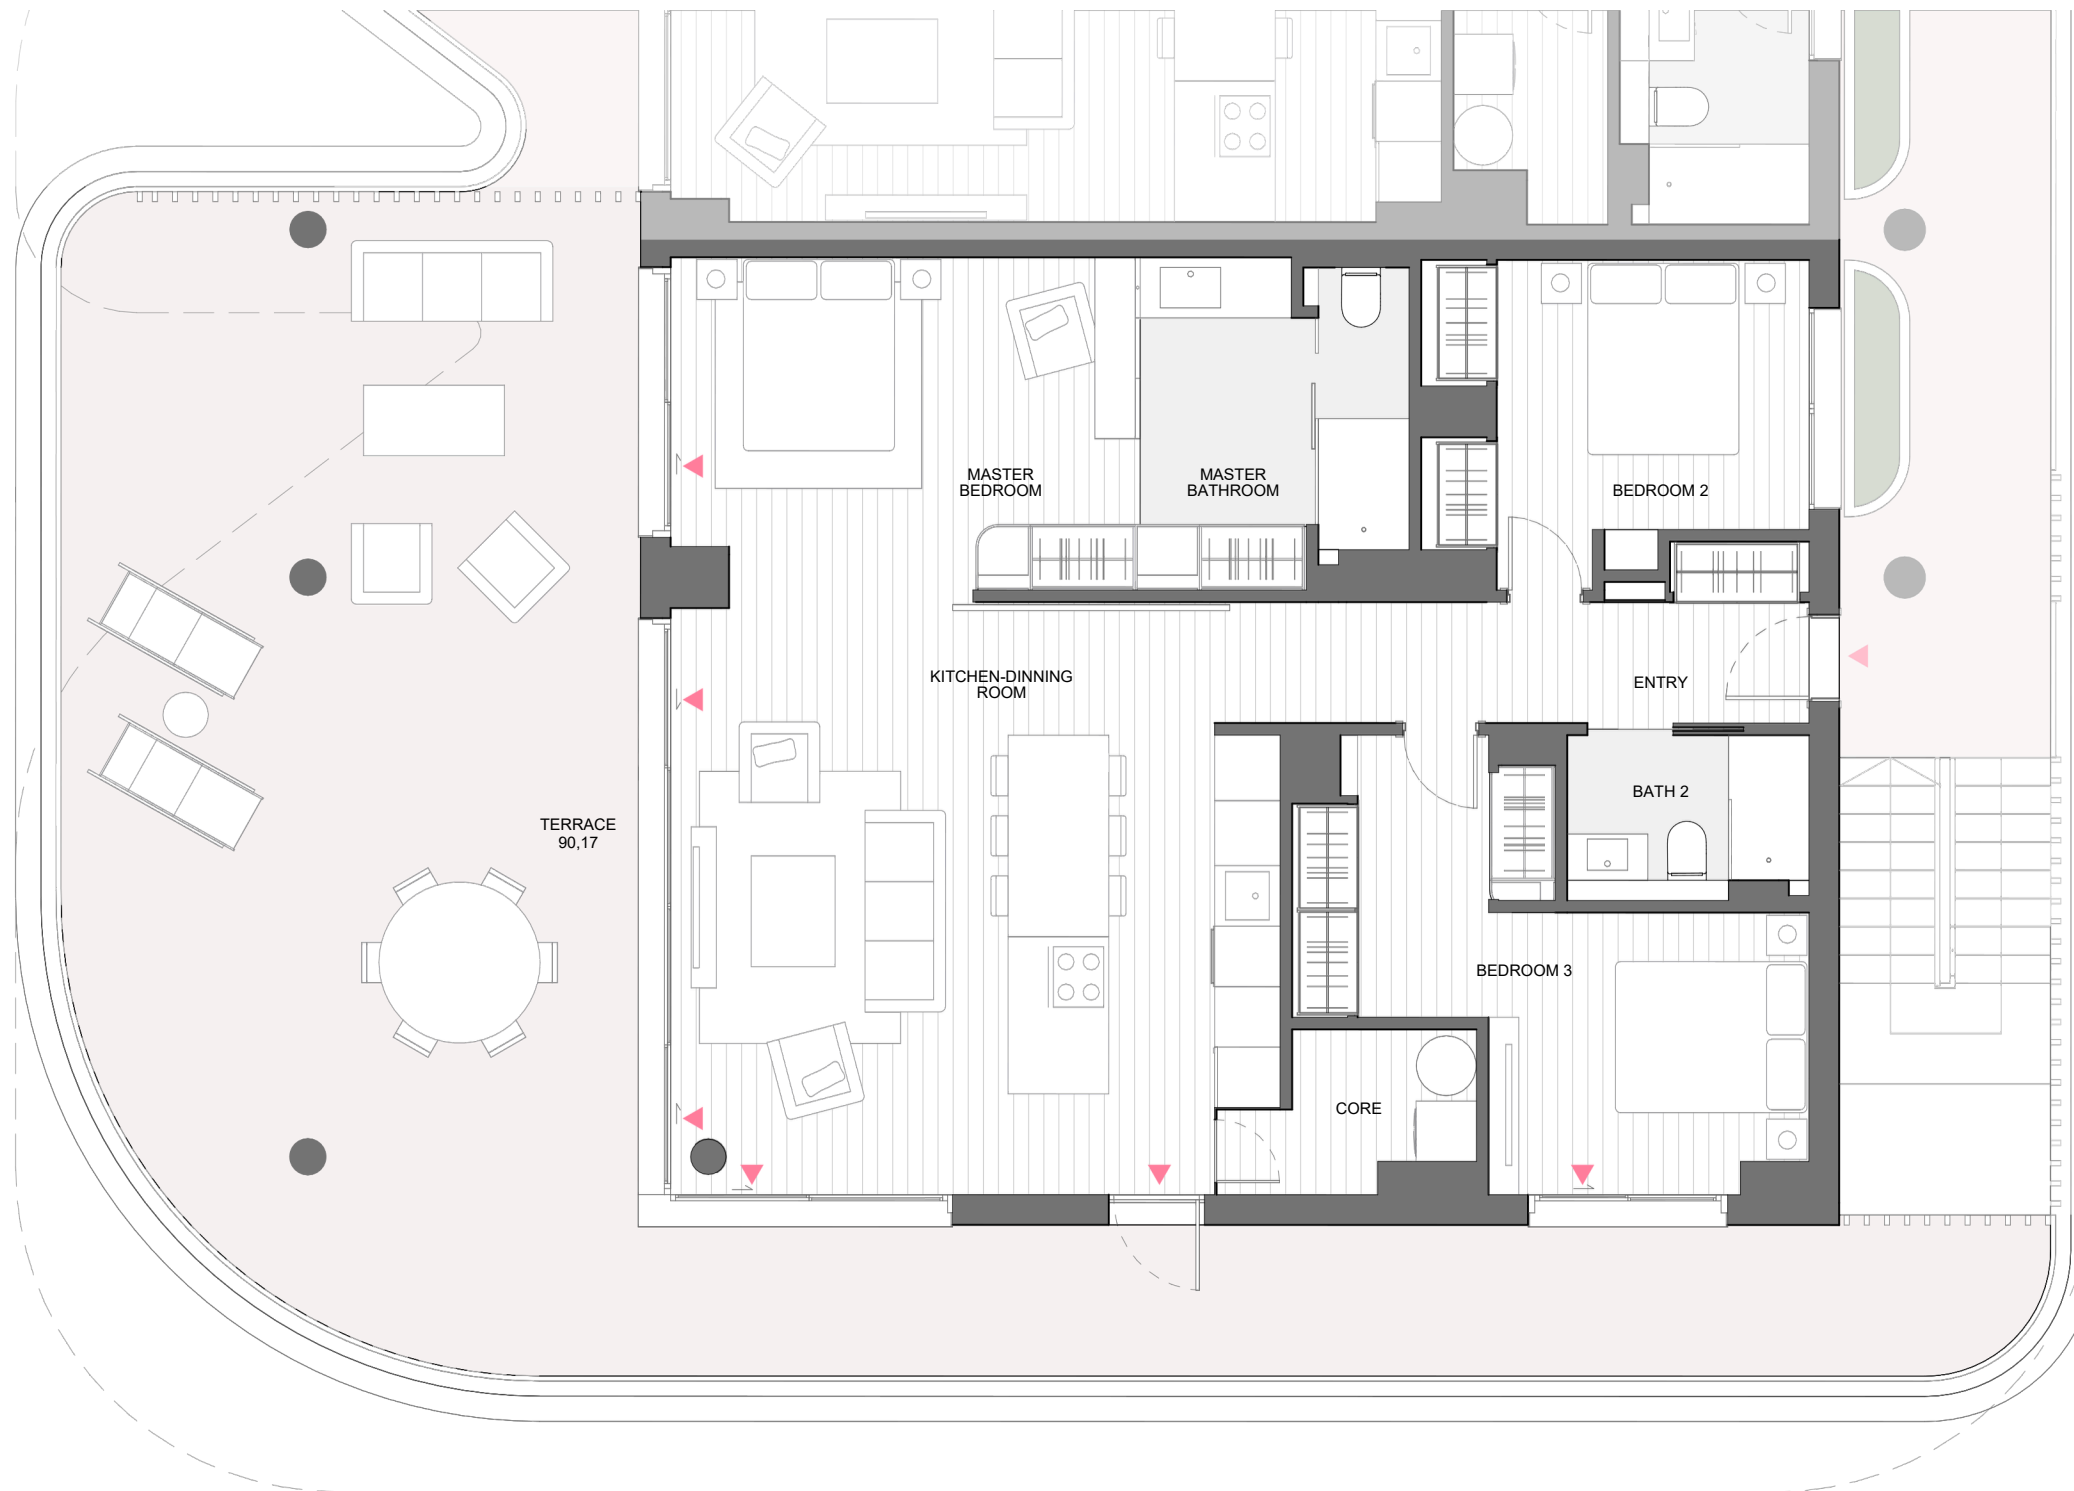 MASTER
BEDROOM
MASTER
BATHROOM
BEDROOM 2
KITCHEN-DINNING
ROOM
ENTRY
BATH 2
TERRACE
90,17
BEDROOM 3
CORE